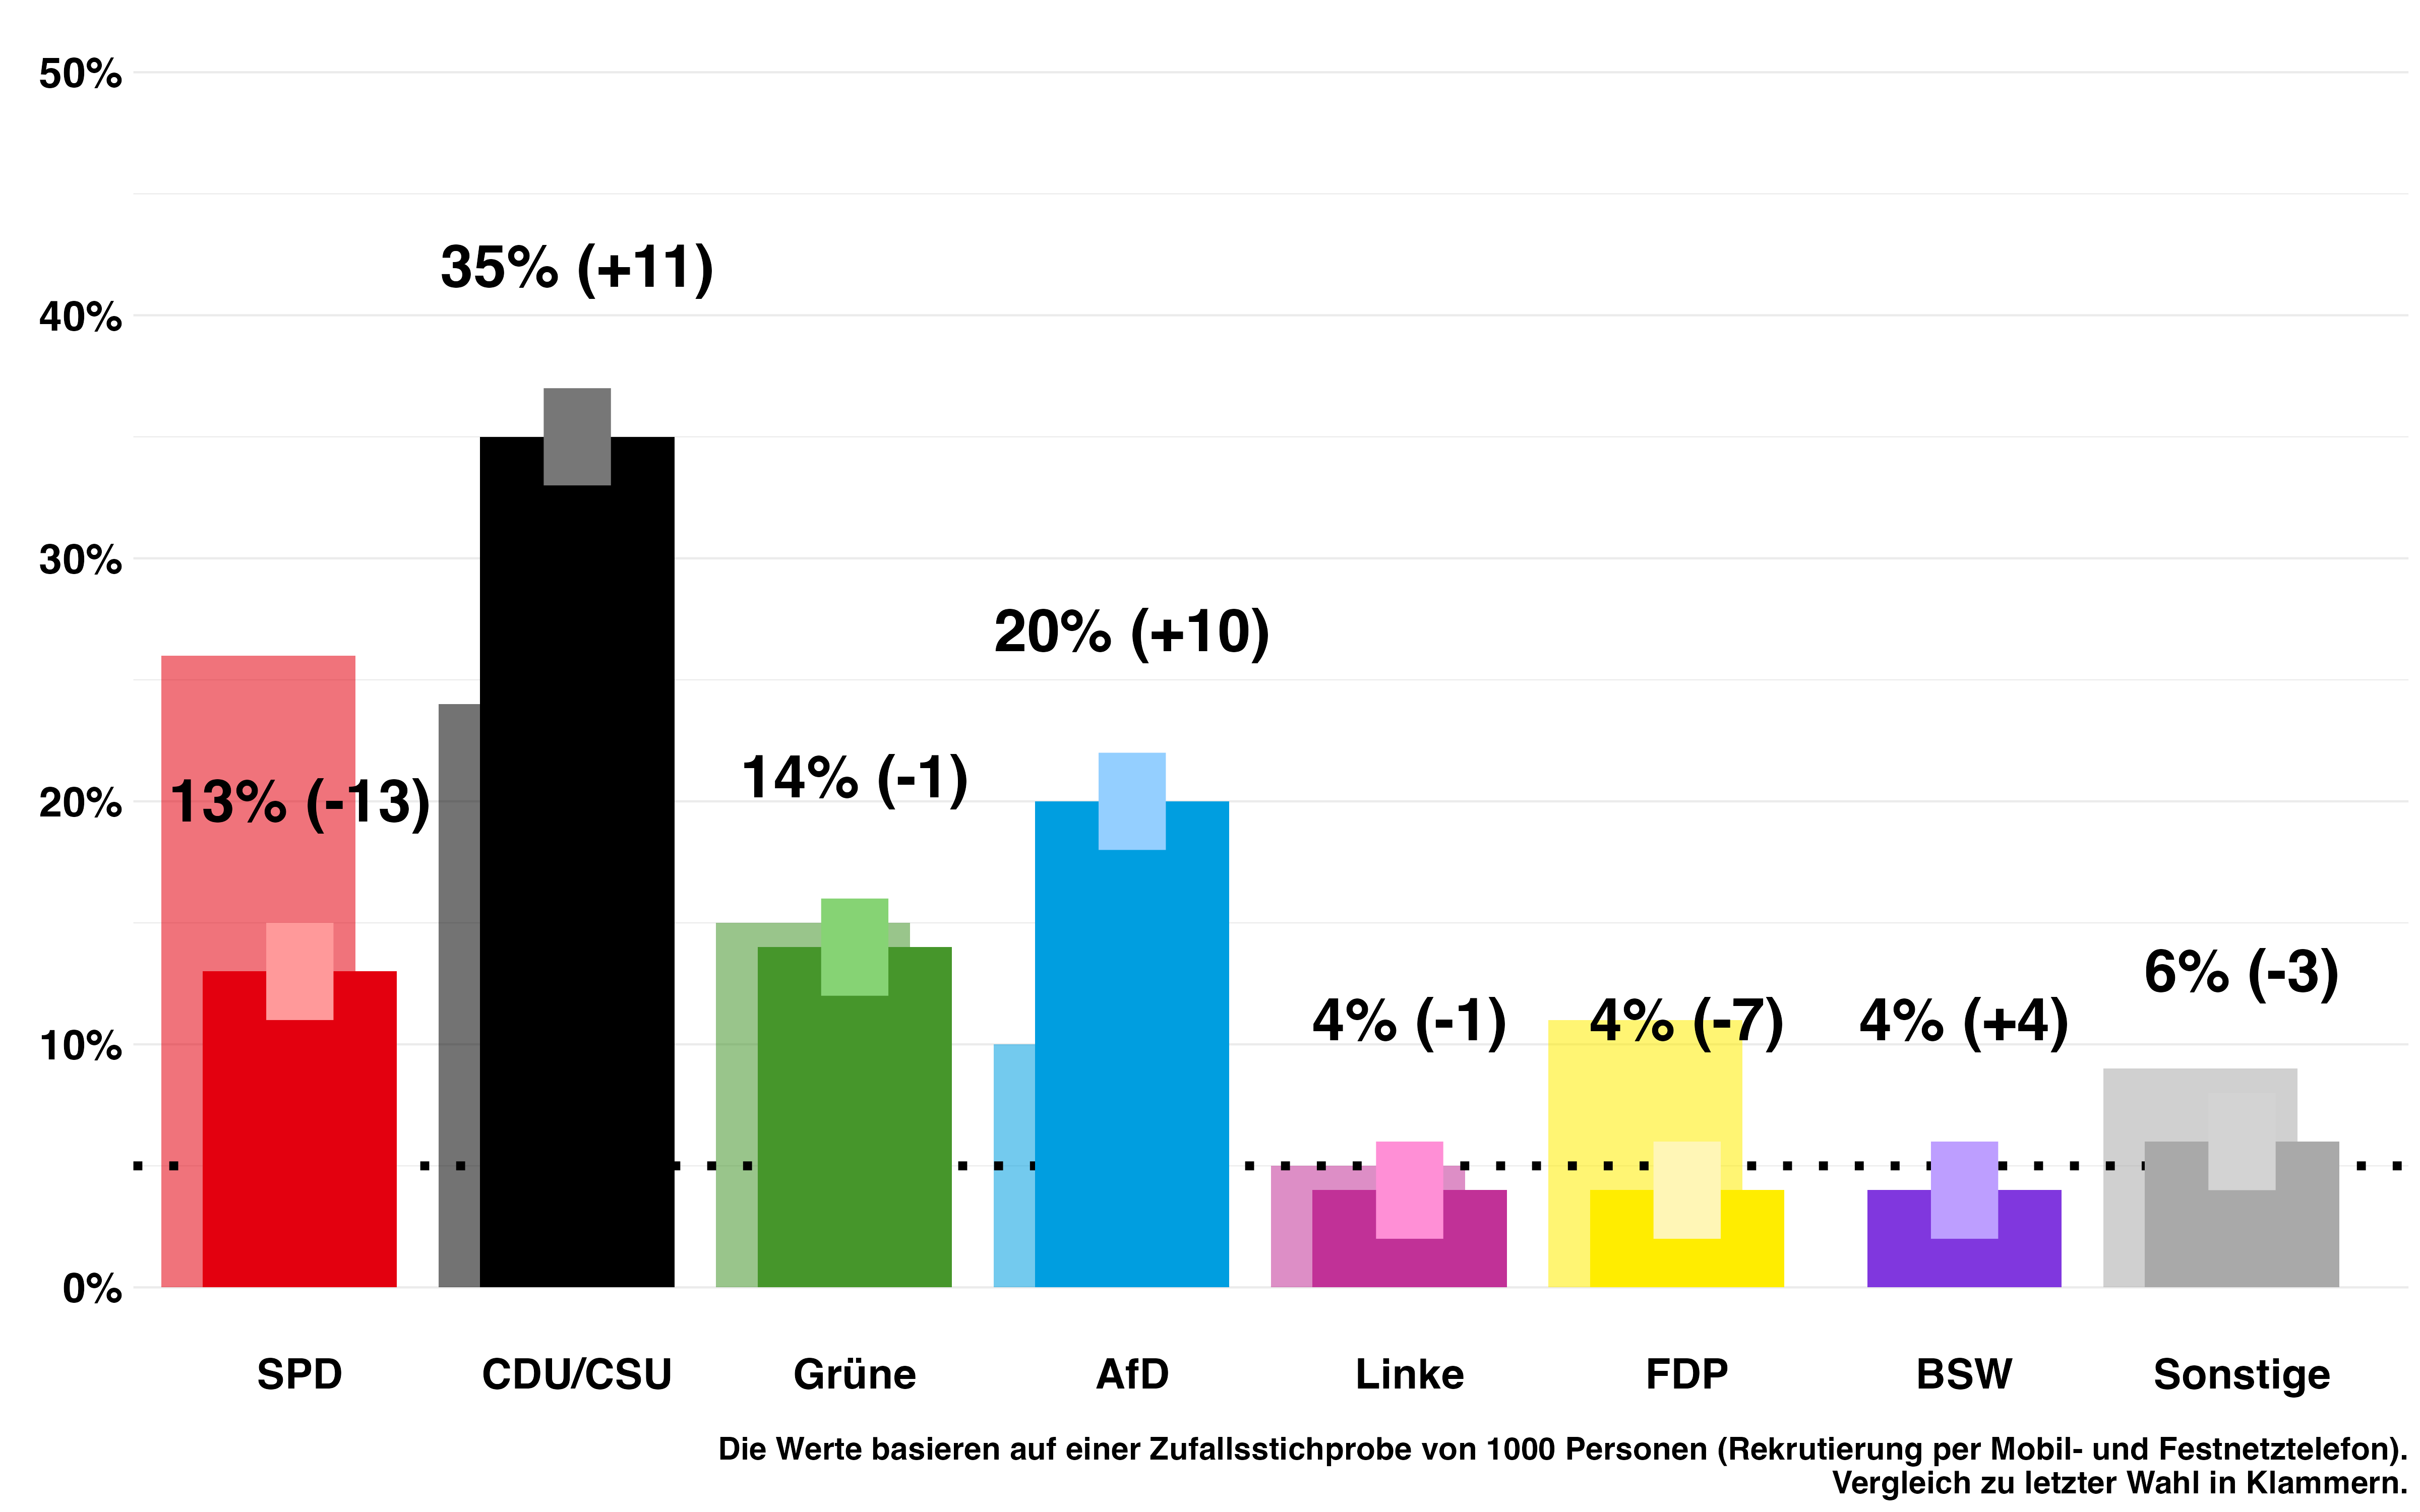 50%
40%
30%
20%
10%
0%
13% (-13)
35% (+11)
14% (-1)
20% (+10)
4% (-1)
4% (-7)
4% (+4)
6% (-3)
SPD
CDU/CSU
Grüne
AfD
Linke
FDP
BSW
Sonstige
Die Werte basieren auf einer Zufallsstichprobe von 1000 Personen (Rekrutierung per Mobil- und Festnetztelefon).
Vergleich zu letzter Wahl in Klammern.